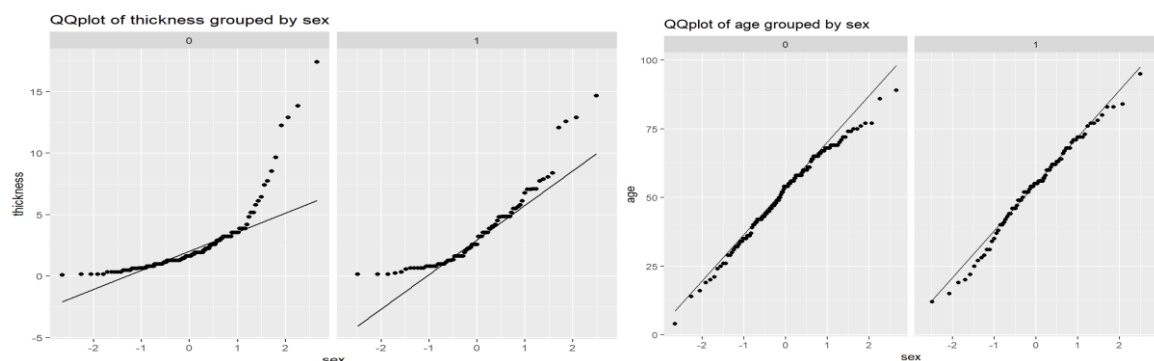 QQplot of thickness grouped by sex
0 1
thickness
15
10
5
0
-5
-2 -1 0 1 2 -2 -1 0 1 2
sex
QQplot of age grouped by sex
0 1
age
100
75
50
25
0
-2 -1 0 1 2 -2 -1 0 1 2
sex